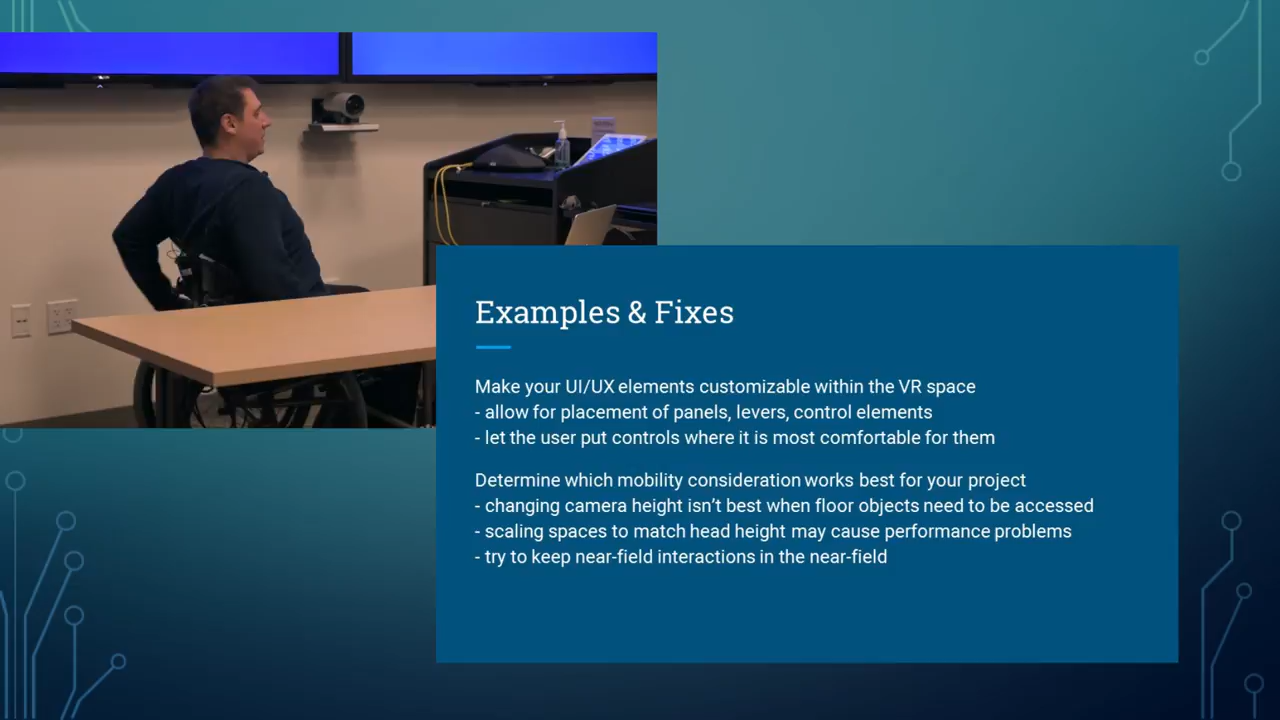 Examples & Fixes
Make your UI/UX elements customizable within the VR space
- allow for placement of panels, levers, control elements
- let the user put controls where it is most comfortable for them
Determine which mobility consideration works best for your project
- changing camera height isn’t best when floor objects need to be accessed
- scaling spaces to match head height may cause performance problems
- try to keep near-field interactions in the near-field